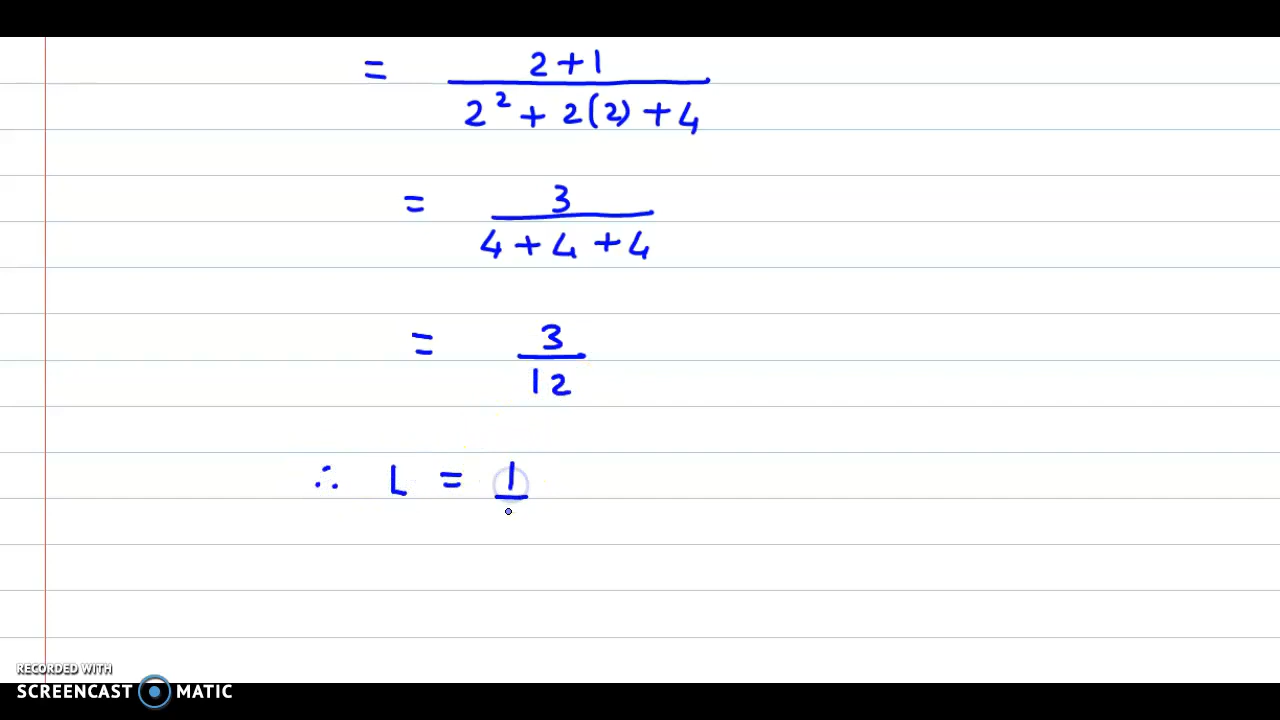 = 2+1 / 2² + 2(2) + 4
= 3 / 4 + 4 + 4
= 3 / 12
∴ L = 1 /
RECORDED WITH
SCREENCAST MATIC